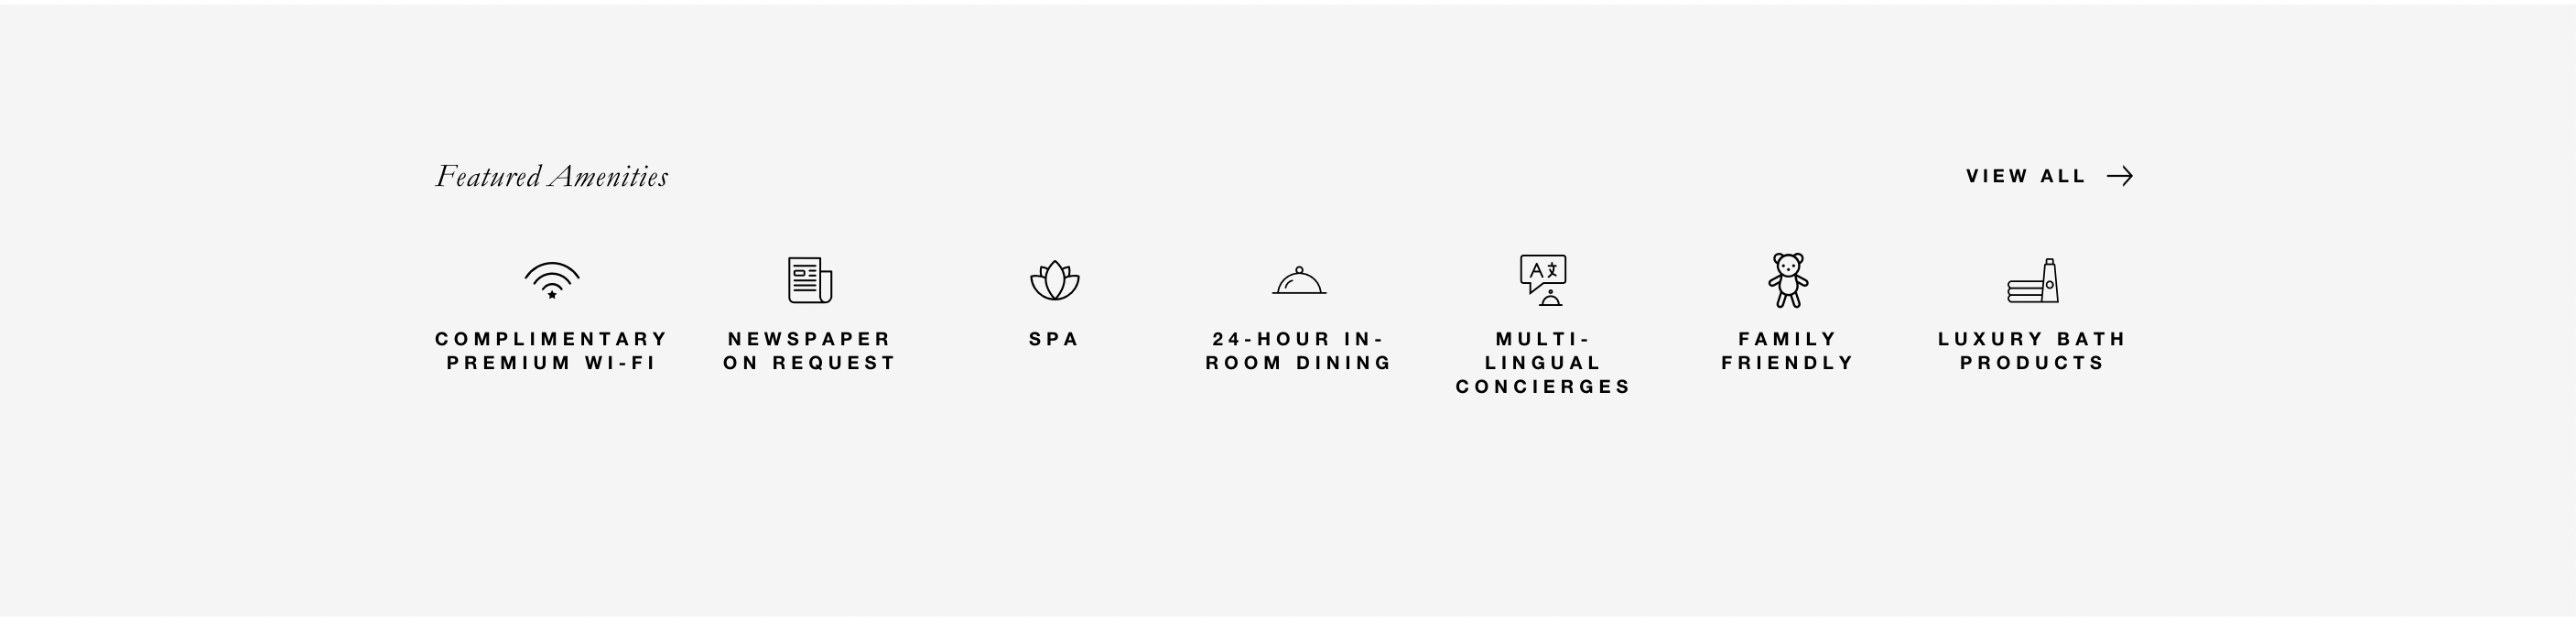 Featured Amenities
VIEW ALL
A 文
COMPLIMENTARY
PREMIUM WI-FI
NEWSPAPER
ON REQUEST
SPA
24-HOUR IN-
ROOM DINING
MULTI-
LINGUAL
CONCIERGES
FAMILY
FRIENDLY
LUXURY BATH
PRODUCTS